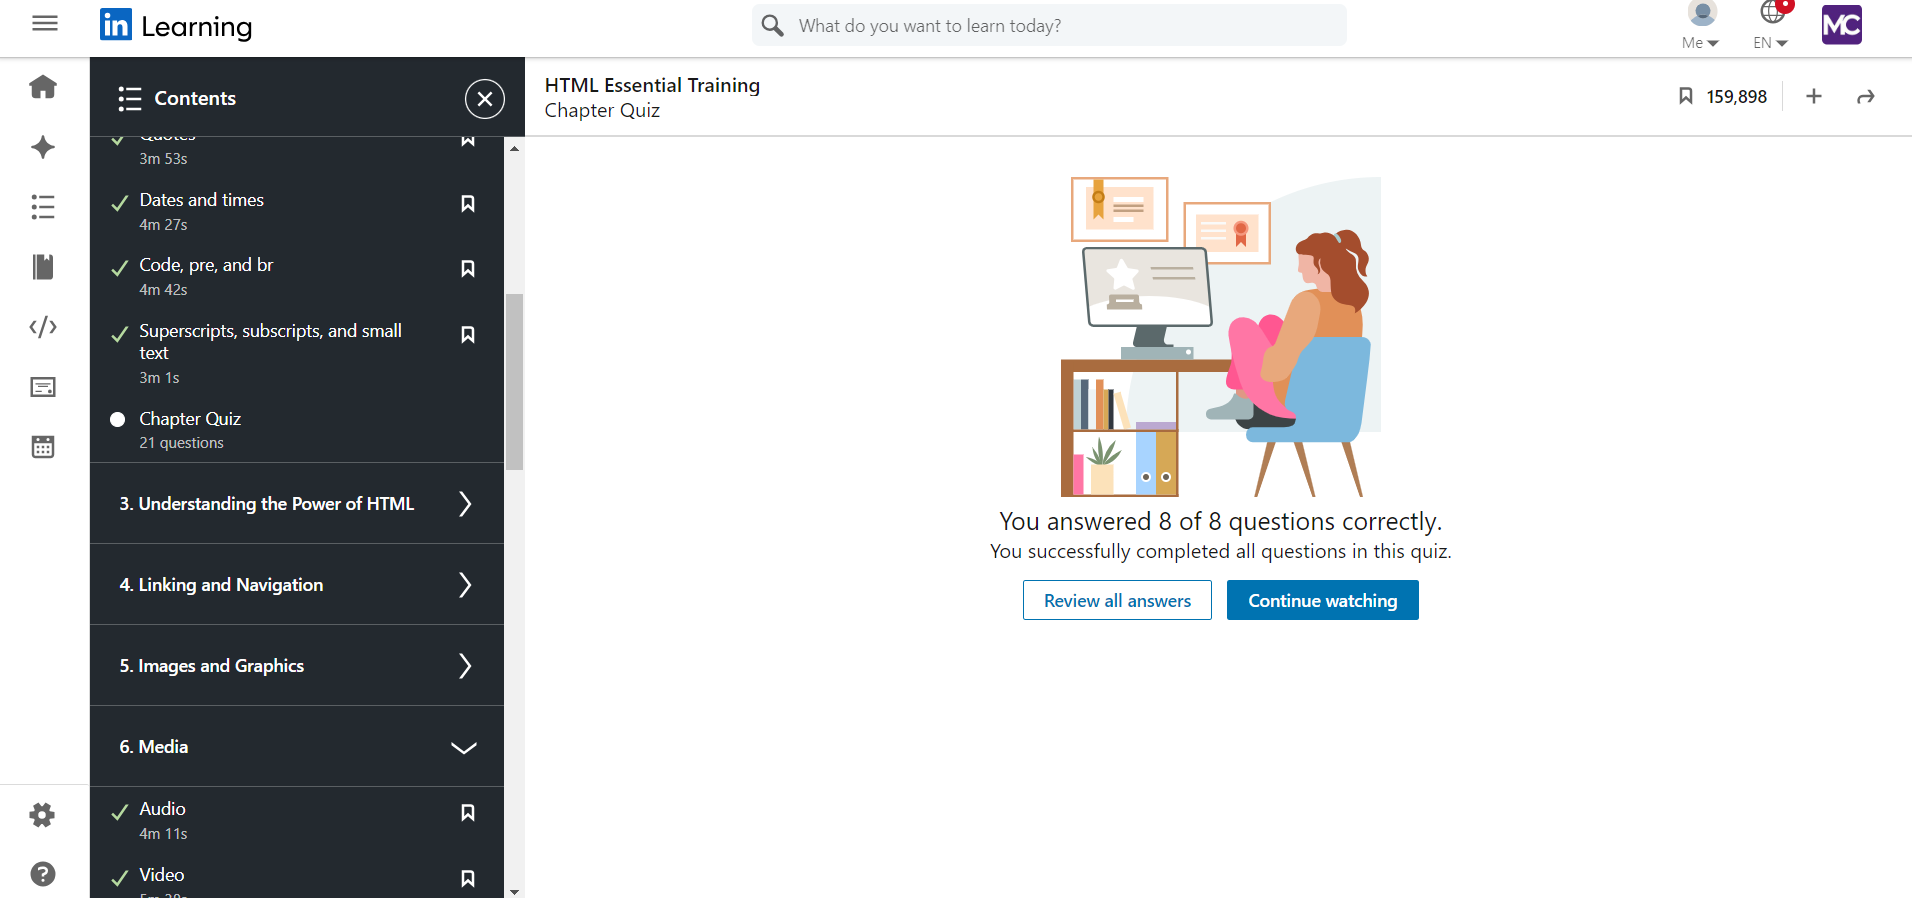 in Learning
What do you want to learn today?
Me
EN
MC
Contents
HTML Essential Training
Chapter Quiz
159,898
Quotes
3m 53s
Dates and times
4m 27s
Code, pre, and br
4m 42s
Superscripts, subscripts, and small
text
3m 1s
Chapter Quiz
21 questions
3. Understanding the Power of HTML
4. Linking and Navigation
5. Images and Graphics
6. Media
Audio
4m 11s
Video
You answered 8 of 8 questions correctly.
You successfully completed all questions in this quiz.
Review all answers
Continue watching